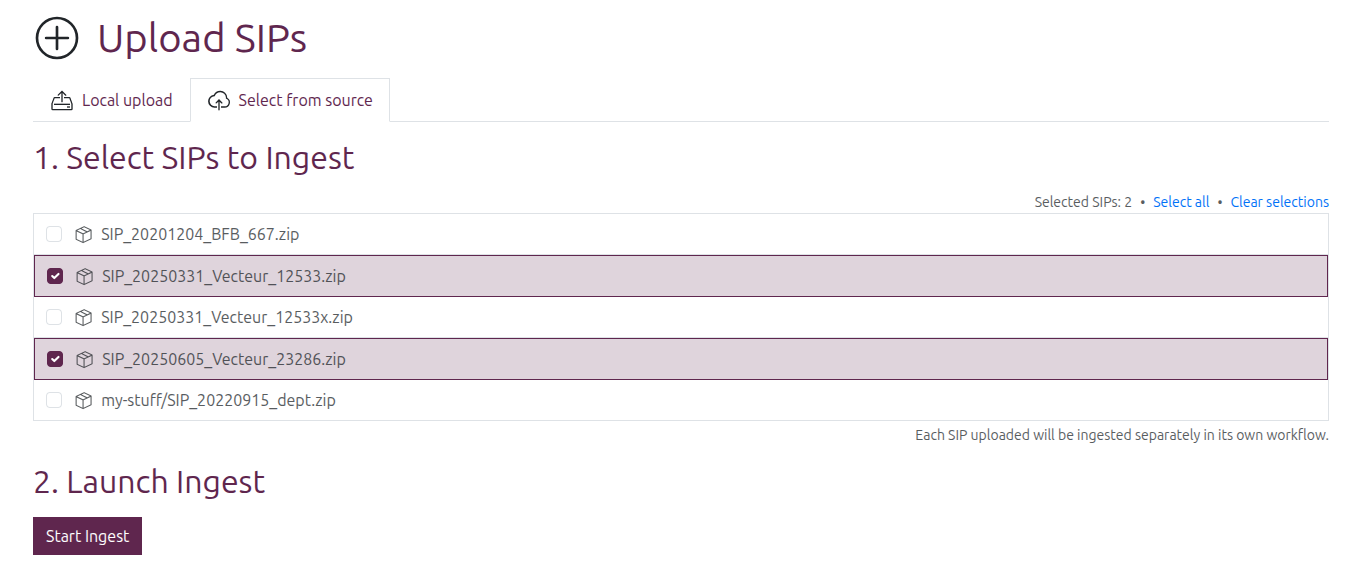 Upload SIPs
Local upload
Select from source
1. Select SIPs to Ingest
Selected SIPs: 2 • Select all • Clear selections
SIP_20201204_BFB_667.zip
SIP_20250331_Vecteur_12533.zip
SIP_20250331_Vecteur_12533x.zip
SIP_20250605_Vecteur_23286.zip
my-stuff/SIP_20220915_dept.zip
Each SIP uploaded will be ingested separately in its own workflow.
2. Launch Ingest
Start Ingest